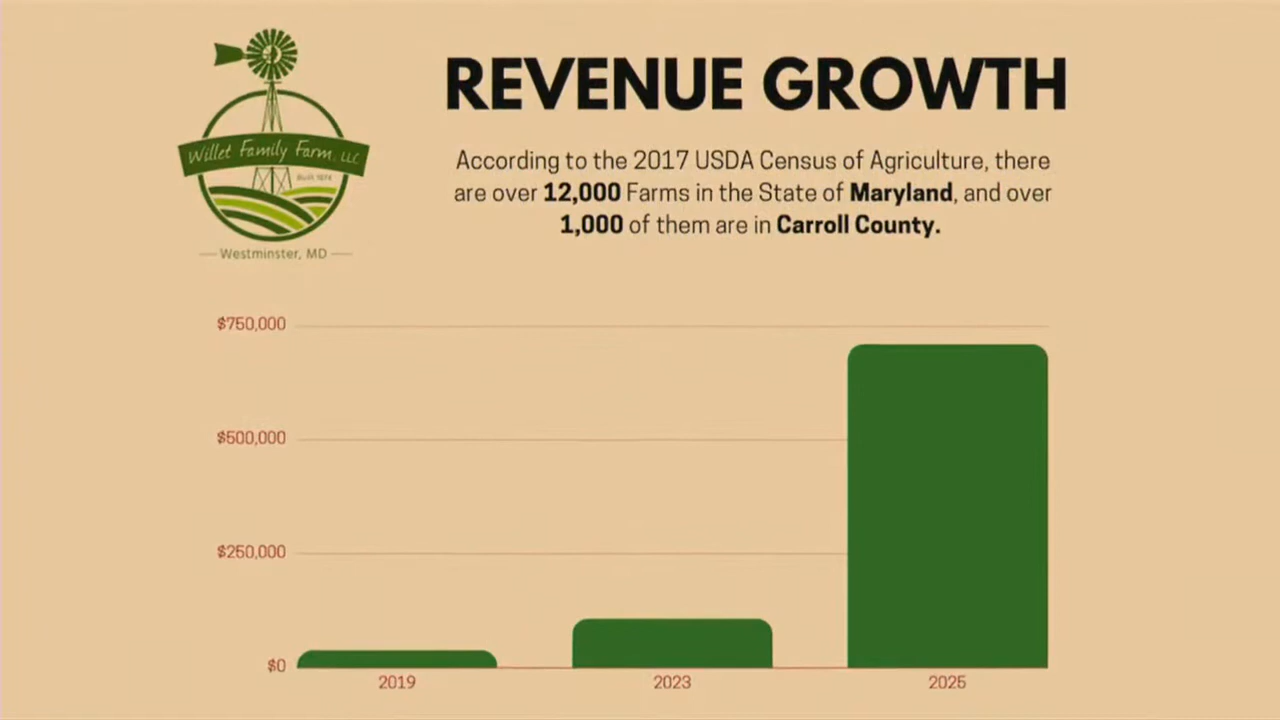 REVENUE GROWTH
Willet Family Farm, LLC
Built 1874
Westminster, MD
According to the 2017 USDA Census of Agriculture, there
are over 12,000 Farms in the State of Maryland, and over
1,000 of them are in Carroll County.
$750,000
$500,000
$250,000
$0
2019
2023
2025